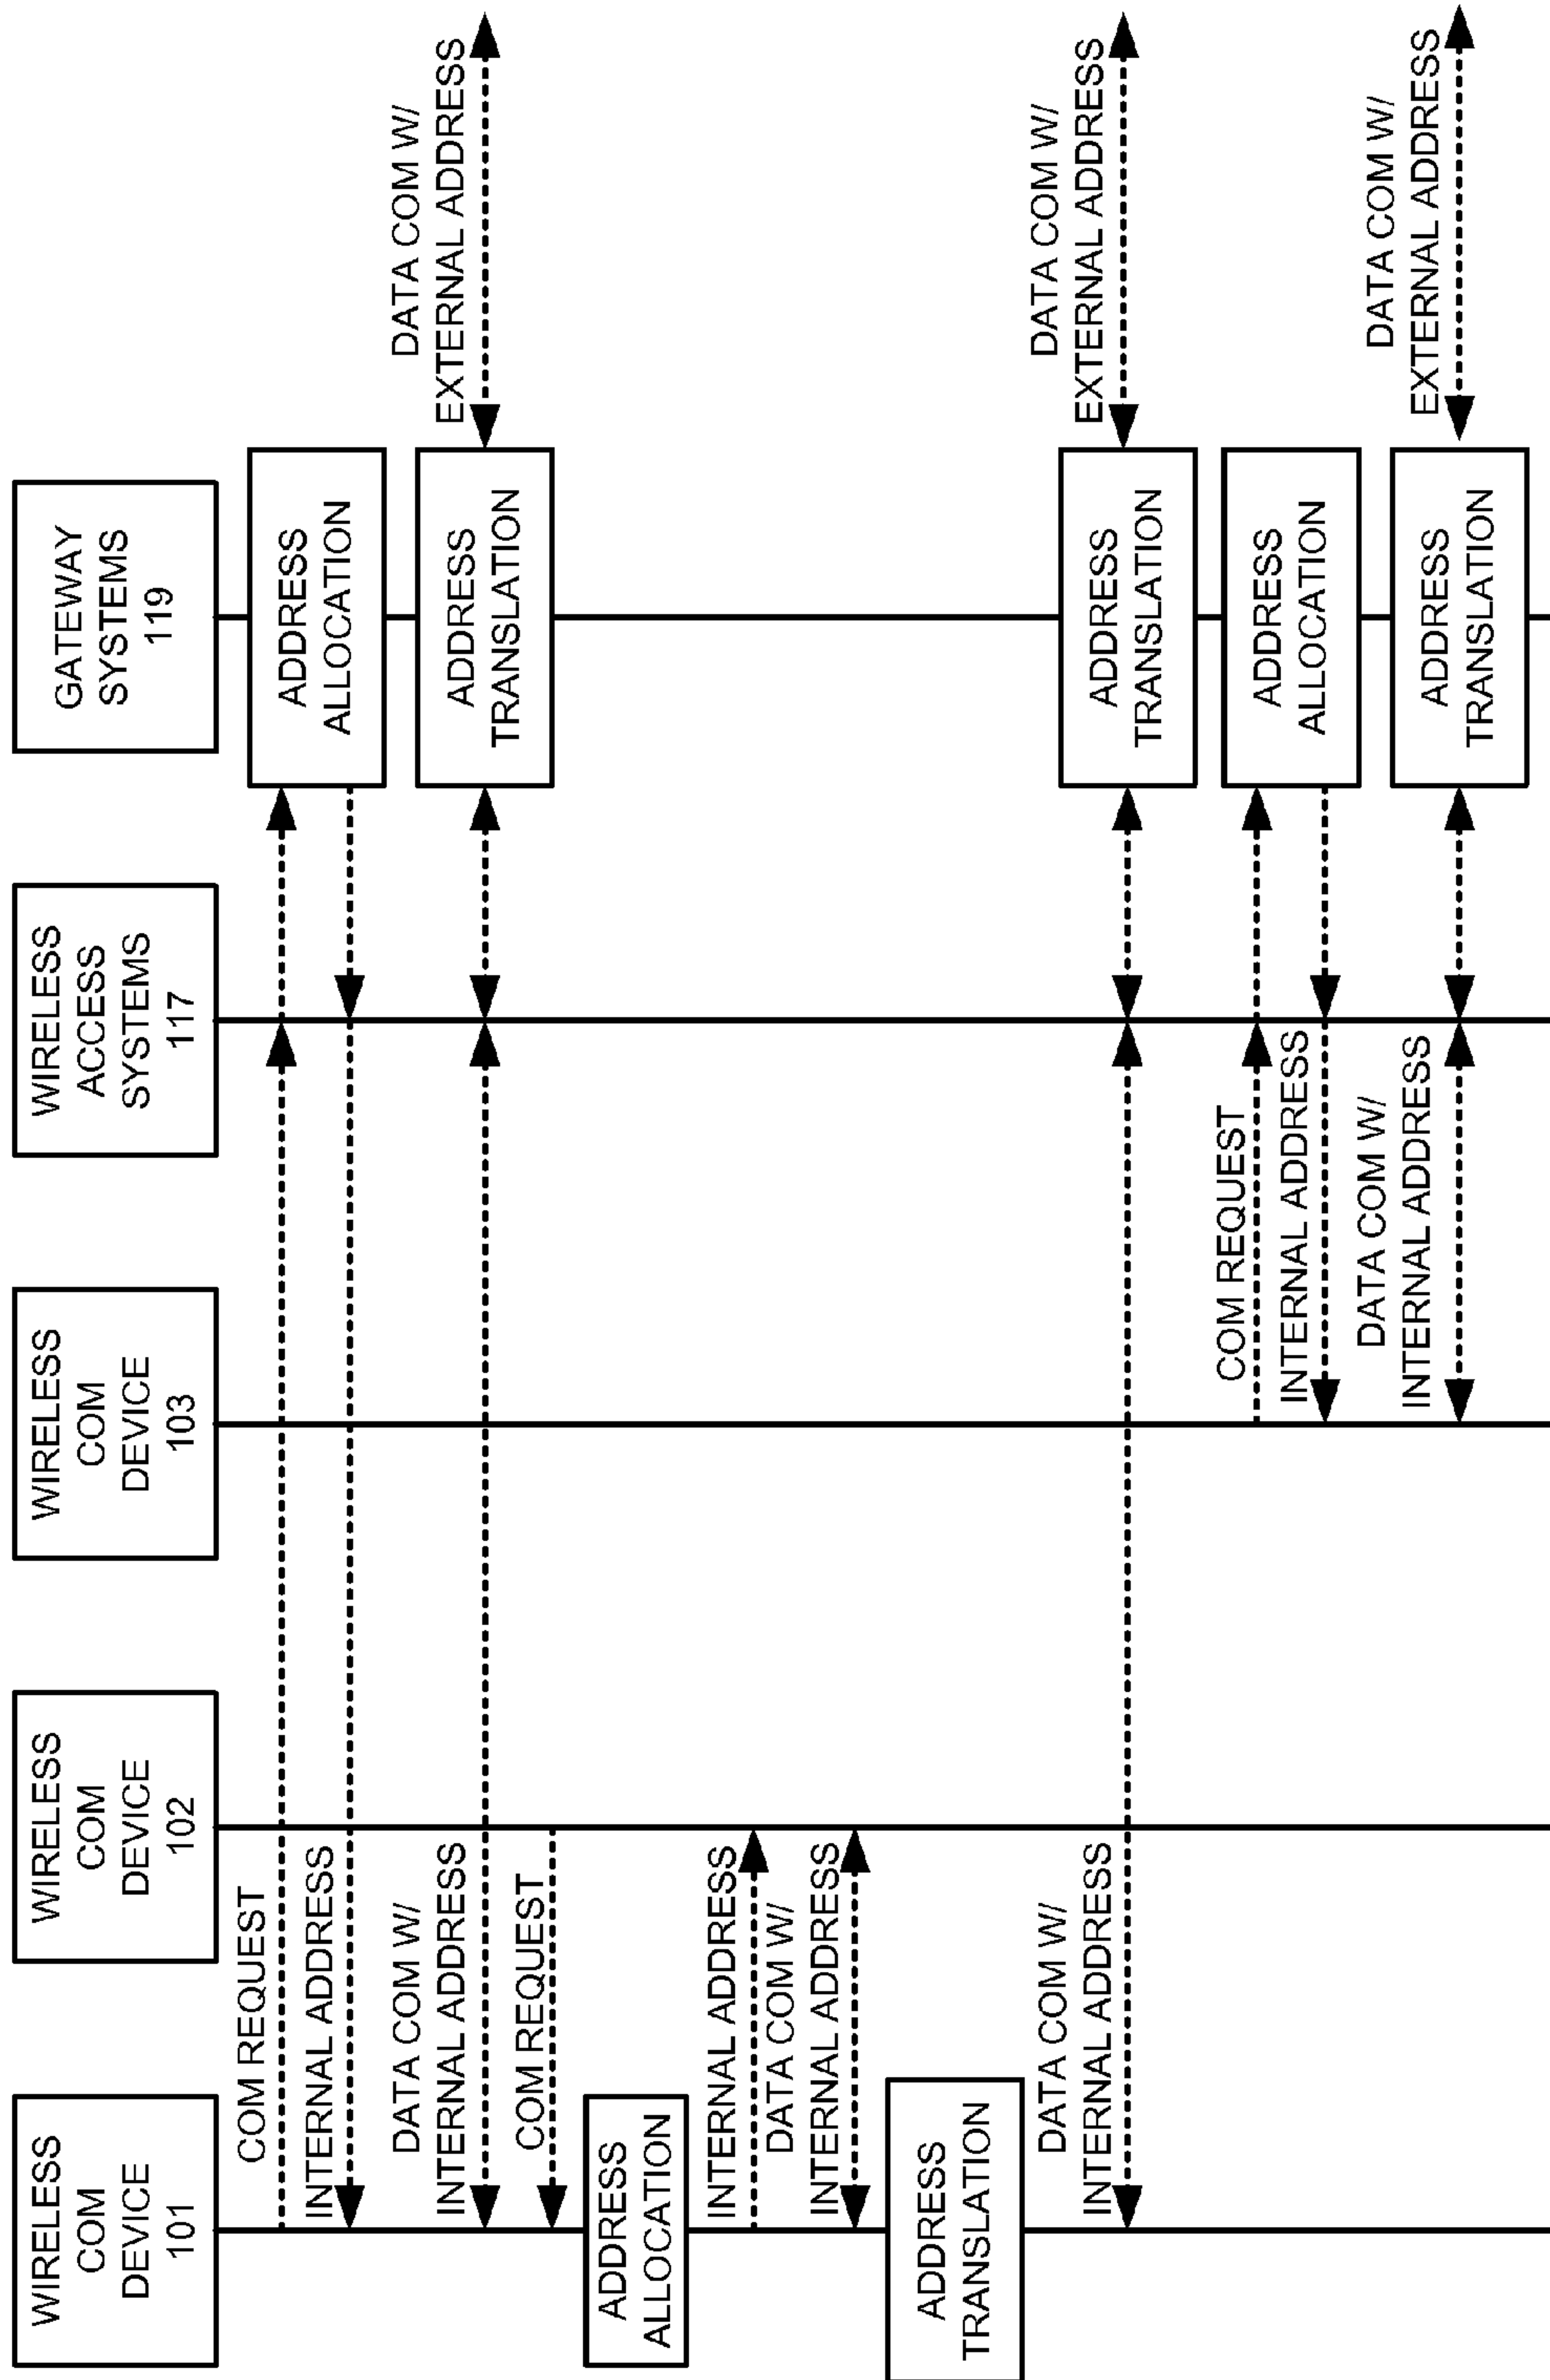 WIRELESS
COM
DEVICE
101
WIRELESS
COM
DEVICE
102
WIRELESS
COM
DEVICE
103
WIRELESS
ACCESS
SYSTEMS
117
GATEWAY
SYSTEMS
119
COM REQUEST
ADDRESS
ALLOCATION
INTERNAL ADDRESS
DATA COM W/
INTERNAL ADDRESS
ADDRESS
TRANSLATION
DATA COM W/
EXTERNAL ADDRESS
COM REQUEST
ADDRESS
ALLOCATION
INTERNAL ADDRESS
DATA COM W/
INTERNAL ADDRESS
ADDRESS
TRANSLATION
DATA COM W/
INTERNAL ADDRESS
ADDRESS
TRANSLATION
DATA COM W/
EXTERNAL ADDRESS
COM REQUEST
ADDRESS
ALLOCATION
INTERNAL ADDRESS
DATA COM W/
INTERNAL ADDRESS
ADDRESS
TRANSLATION
DATA COM W/
EXTERNAL ADDRESS